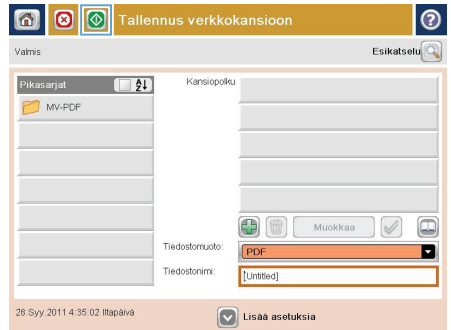 Tallennus verkkokansioon
Valmis
Esikatselu
Pikasarjat
Kansiopolku
MV-PDF
Muokkaa
Tiedostomuoto:
PDF
Tiedostonimi:
[Untitled]
28.Syy.2011 4:35:02 Iltapäivä
Lisää asetuksia